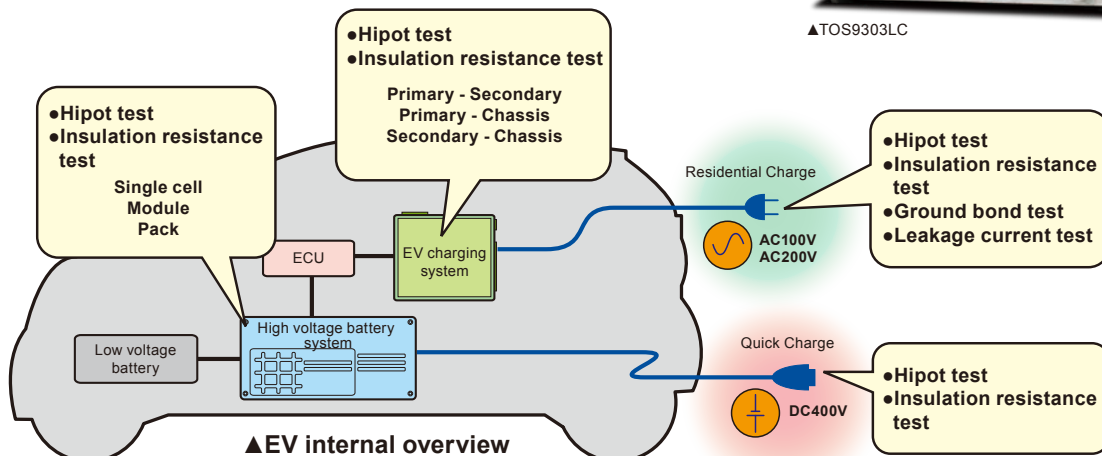 ▲TOS9303LC
●Hipot test
●Insulation resistance test
Primary - Secondary
Primary - Chassis
Secondary - Chassis
●Hipot test
●Insulation resistance
test
Single cell
Module
Pack
Residential Charge
AC100V
AC200V
●Hipot test
●Insulation resistance
test
●Ground bond test
●Leakage current test
ECU
EV charging
system
High voltage battery
system
Low voltage
battery
Quick Charge
DC400V
●Hipot test
●Insulation resistance
test
▲EV internal overview